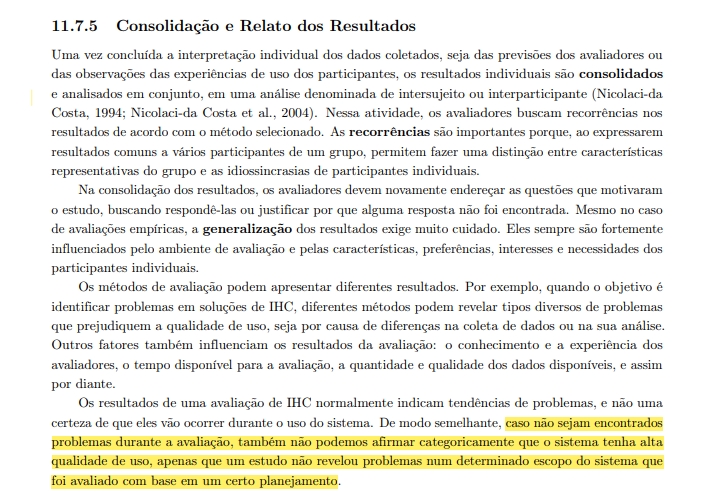 11.7.5 Consolidação e Relato dos Resultados
Uma vez concluída a interpretação individual dos dados coletados, seja das previsões dos avaliadores ou
das observações das experiências de uso dos participantes, os resultados individuais são consolidados
e analisados em conjunto, em uma análise denominada de intersujeito ou interparticipante (Nicolaci-da
Costa, 1994; Nicolaci-da Costa et al., 2004). Nessa atividade, os avaliadores buscam recorrências nos
resultados de acordo com o método selecionado. As recorrências são importantes porque, ao expressarem
resultados comuns a vários participantes de um grupo, permitem fazer uma distinção entre características
representativas do grupo e as idiossincrasias de participantes individuais.
Na consolidação dos resultados, os avaliadores devem novamente endereçar as questões que motivaram
o estudo, buscando respondê-las ou justificar por que alguma resposta não foi encontrada. Mesmo no caso
de avaliações empíricas, a generalização dos resultados exige muito cuidado. Eles sempre são fortemente
influenciados pelo ambiente de avaliação e pelas características, preferências, interesses e necessidades dos
participantes individuais.
Os métodos de avaliação podem apresentar diferentes resultados. Por exemplo, quando o objetivo é
identificar problemas em soluções de IHC, diferentes métodos podem revelar tipos diversos de problemas
que prejudiquem a qualidade de uso, seja por causa de diferenças na coleta de dados ou na sua análise.
Outros fatores também influenciam os resultados da avaliação: o conhecimento e a experiência dos
avaliadores, o tempo disponível para a avaliação, a quantidade e qualidade dos dados disponíveis, e assim
por diante.
Os resultados de uma avaliação de IHC normalmente indicam tendências de problemas, e não uma
certeza de que eles vão ocorrer durante o uso do sistema. De modo semelhante, caso não sejam encontrados
problemas durante a avaliação, também não podemos afirmar categoricamente que o sistema tenha alta
qualidade de uso, apenas que um estudo não revelou problemas num determinado escopo do sistema que
foi avaliado com base em um certo planejamento.